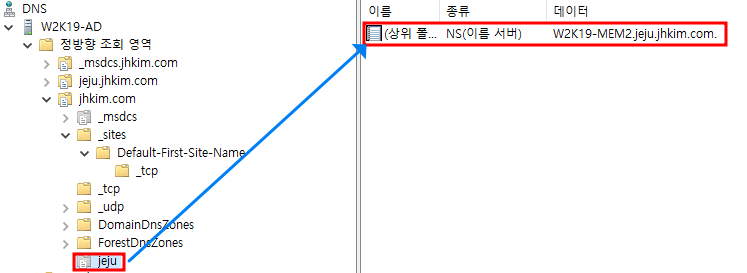 DNS
W2K19-AD
정방향 조회 영역
_msdcs.jhkim.com
jeju.jhkim.com
jhkim.com
_msdcs
_sites
Default-First-Site-Name
_tcp
_tcp
_udp
DomainDnsZones
ForestDnsZones
jeju
이름 종류 데이터
(상위 폴... NS(이름 서버) W2K19-MEM2.jeju.jhkim.com.